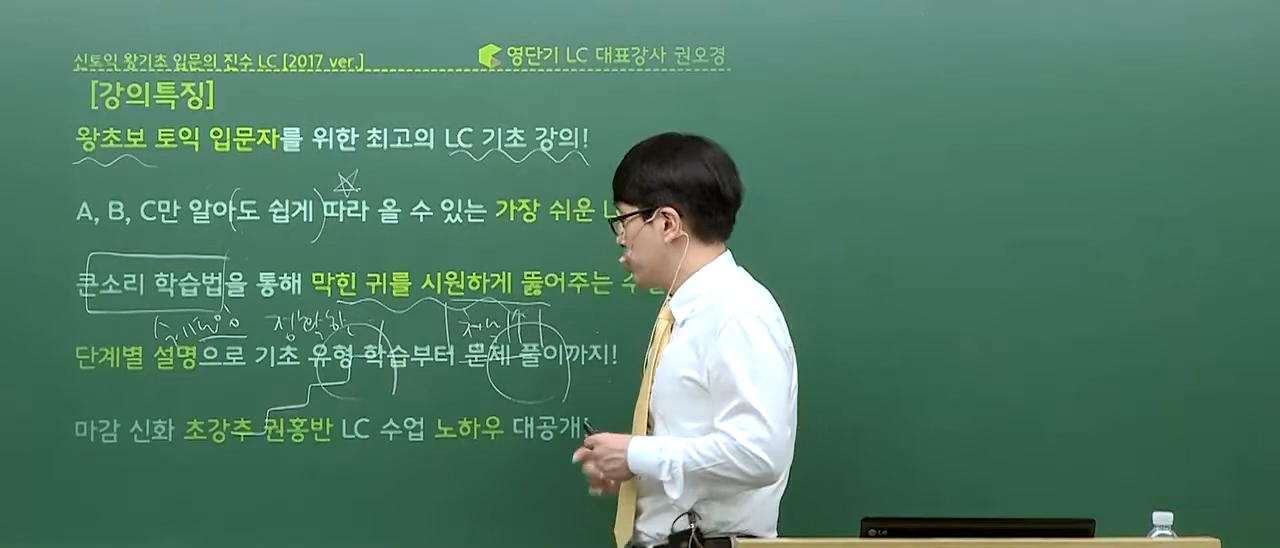 신토익 왕기초 입문의 진수 LC [2017 ver.]
영단기 LC 대표강사 권오경
[강의특징]
왕초보 토익 입문자를 위한 최고의 LC 기초 강의!
A, B, C만 알아도 쉽게 따라 올 수 있는 가장 쉬운
큰소리 학습법을 통해 막힌 귀를 시원하게 뚫어주는 수
정확한
단계별 설명으로 기초 유형 학습부터 문제 풀이까지!
마감 신화 초강추 권홍반 LC 수업 노하우 대공개!
LG